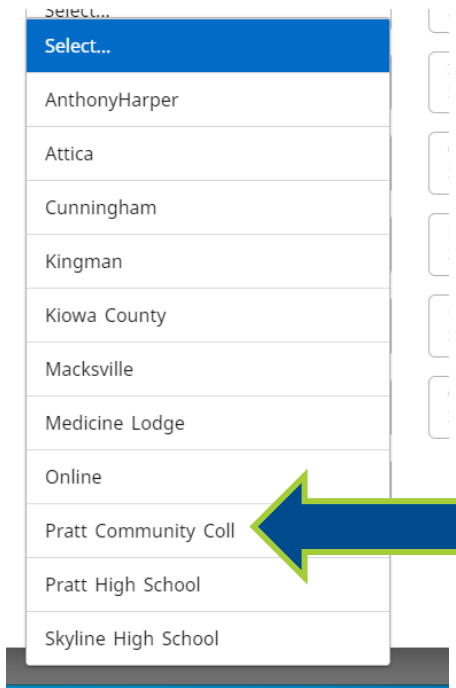 Select...
Select...
AnthonyHarper
Attica
Cunningham
Kingman
Kiowa County
Macksville
Medicine Lodge
Online
Pratt Community Coll
Pratt High School
Skyline High School